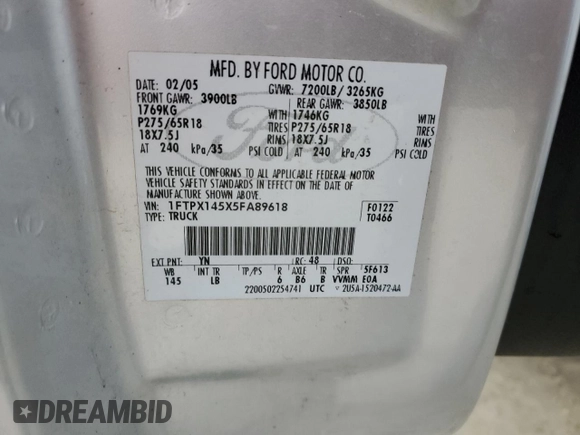 MFD. BY FORD MOTOR CO.
DATE: 02/05 GVWR: 7200LB/ 3265KG
FRONT GAWR: 3900LB REAR GAWR: 3850LB
1769KG WITH 1746KG WITH
P275/65R18 TIRES P275/65R18 TIRES
18X7.5J RIMS 18X7.5J RIMS
AT 240 kPa/35 PSI COLD AT 240 kPa/35 PSI COLD
Ford
THIS VEHICLE CONFORMS TO ALL APPLICABLE FEDERAL MOTOR
VEHICLE SAFETY STANDARDS IN EFFECT ON THE DATE OF
MANUFACTURE SHOWN ABOVE.
VIN: 1FTPX145X5FA89618 F0122
TYPE: TRUCK T0466
EXT PNT: YN RC: 48 DSO:
WB INT TR TP/PS R AXLE TR SPR 5F613
145 LB 6 B6 B VVMM E0A
2200502254741 UTC 2U5A-1520472-AA
DREAMBID